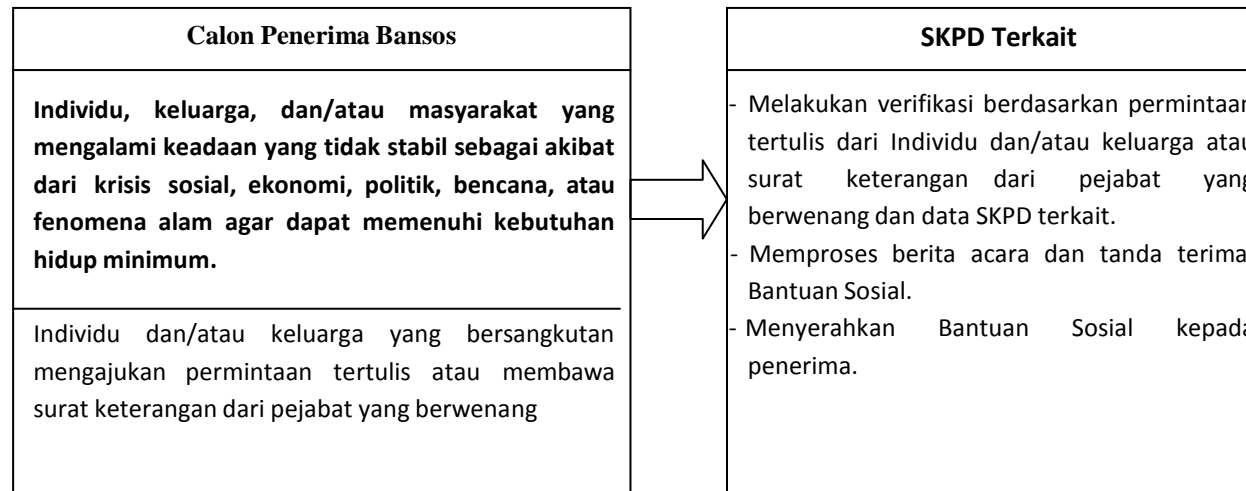 Calon Penerima Bansos
Individu, keluarga, dan/atau masyarakat yang
mengalami keadaan yang tidak stabil sebagai akibat
dari krisis sosial, ekonomi, politik, bencana, atau
fenomena alam agar dapat memenuhi kebutuhan
hidup minimum.
Individu dan/atau keluarga yang bersangkutan
mengajukan permintaan tertulis atau membawa
surat keterangan dari pejabat yang berwenang
SKPD Terkait
- Melakukan verifikasi berdasarkan permintaan
tertulis dari Individu dan/atau keluarga atau
surat keterangan dari pejabat yang
berwenang dan data SKPD terkait.
- Memproses berita acara dan tanda terima
Bantuan Sosial.
- Menyerahkan Bantuan Sosial kepada
penerima.